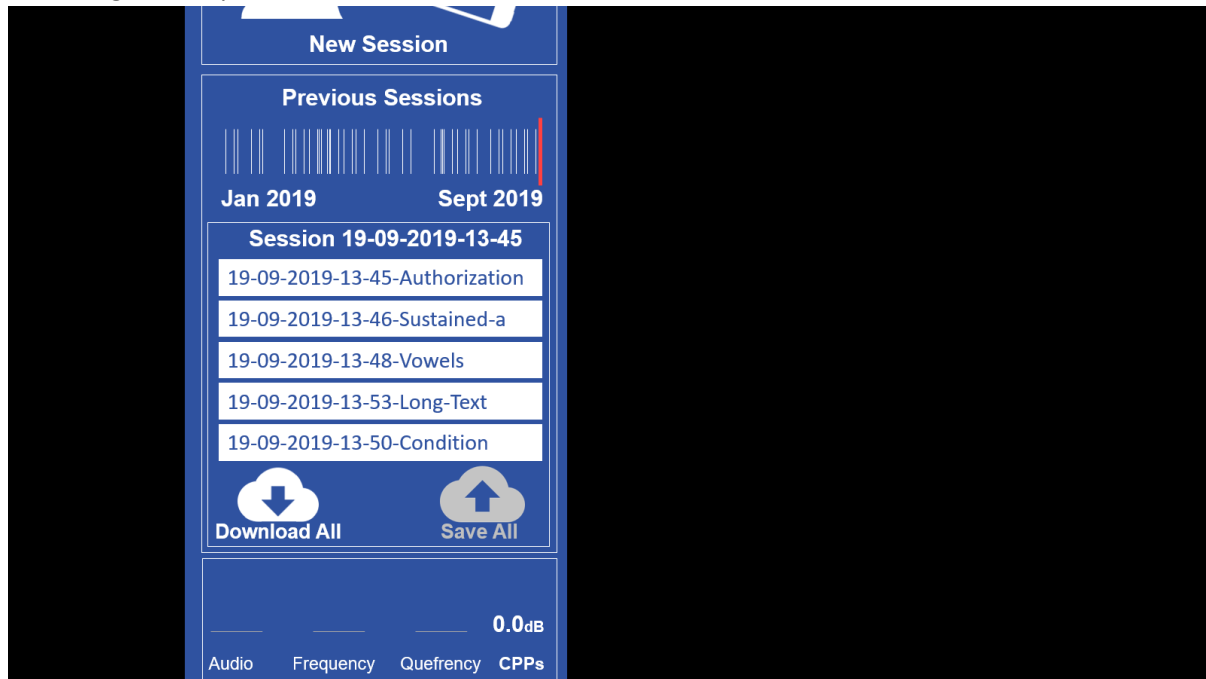 New Session
Previous Sessions
Jan 2019 Sept 2019
Session 19-09-2019-13-45
19-09-2019-13-45-Authorization
19-09-2019-13-46-Sustained-a
19-09-2019-13-48-Vowels
19-09-2019-13-53-Long-Text
19-09-2019-13-50-Condition
Download All Save All
0.0dB
Audio Frequency Quefrency CPPs